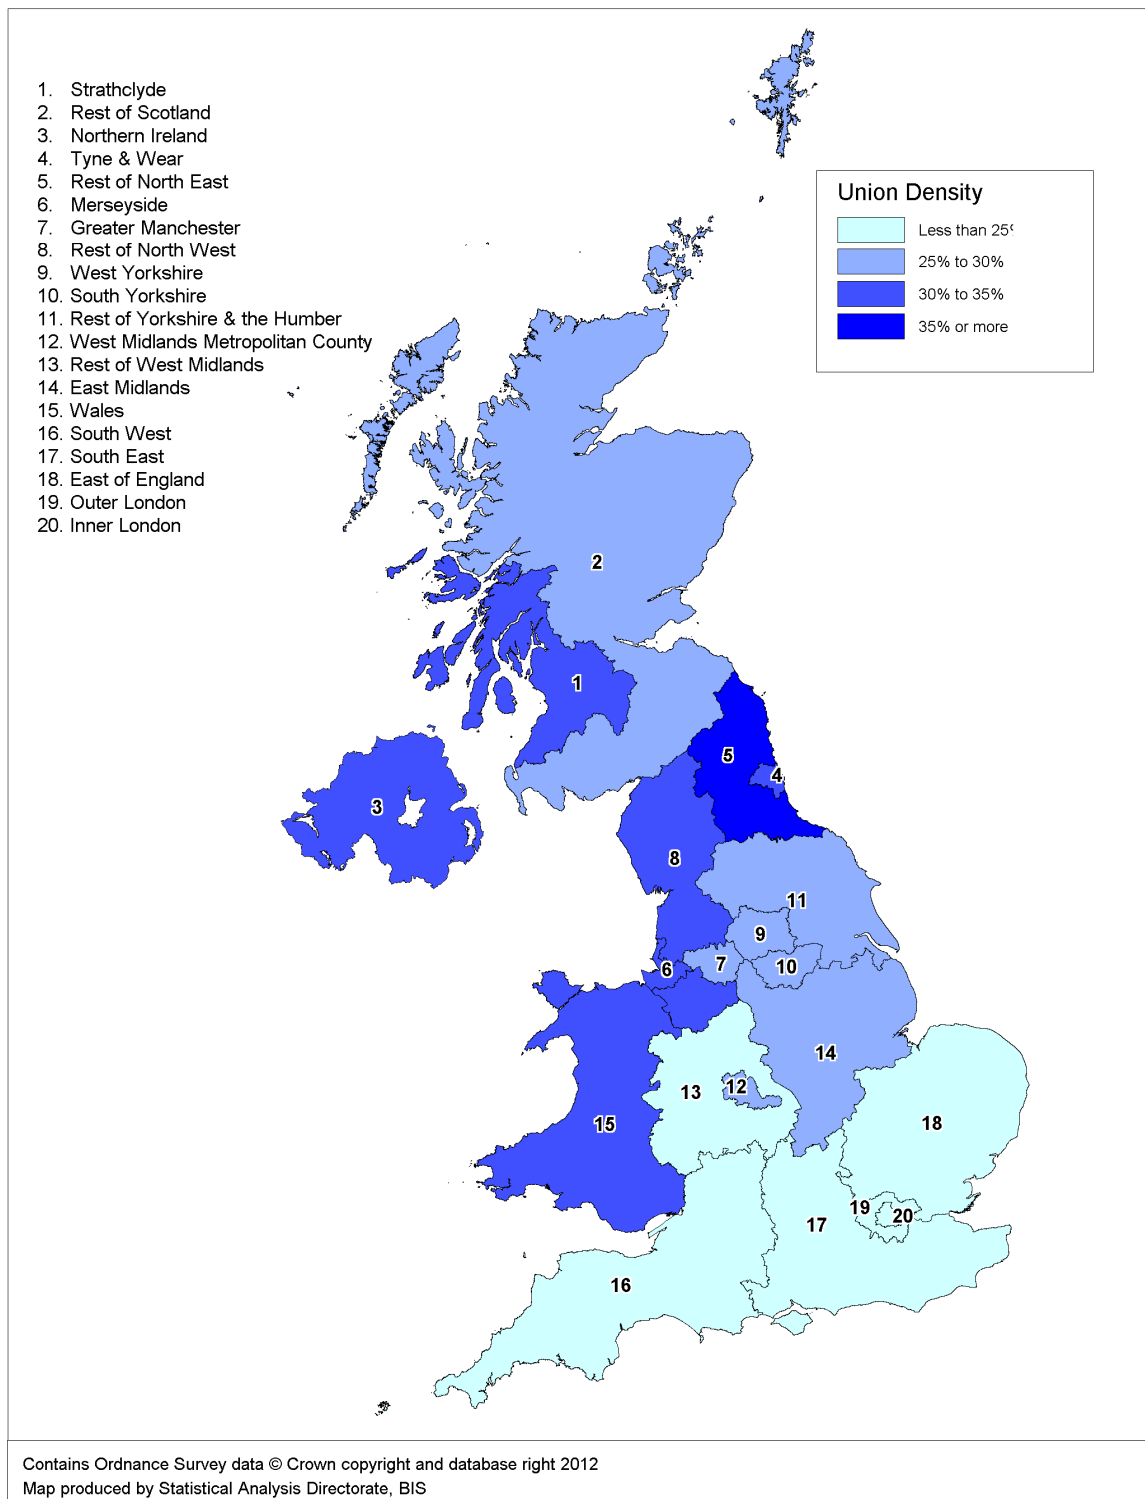 1. Strathclyde
2. Rest of Scotland
3. Northern Ireland
4. Tyne & Wear
5. Rest of North East
6. Merseyside
7. Greater Manchester
8. Rest of North West
9. West Yorkshire
10. South Yorkshire
11. Rest of Yorkshire & the Humber
12. West Midlands Metropolitan County
13. Rest of West Midlands
14. East Midlands
15. Wales
16. South West
17. South East
18. East of England
19. Outer London
20. Inner London
Union Density
Less than 25
25% to 30%
30% to 35%
35% or more
2
1
5
4
3
8
11
9
7
10
6
14
12
13
18
15
19
20
17
16
Contains Ordnance Survey data © Crown copyright and database right 2012
Map produced by Statistical Analysis Directorate, BIS